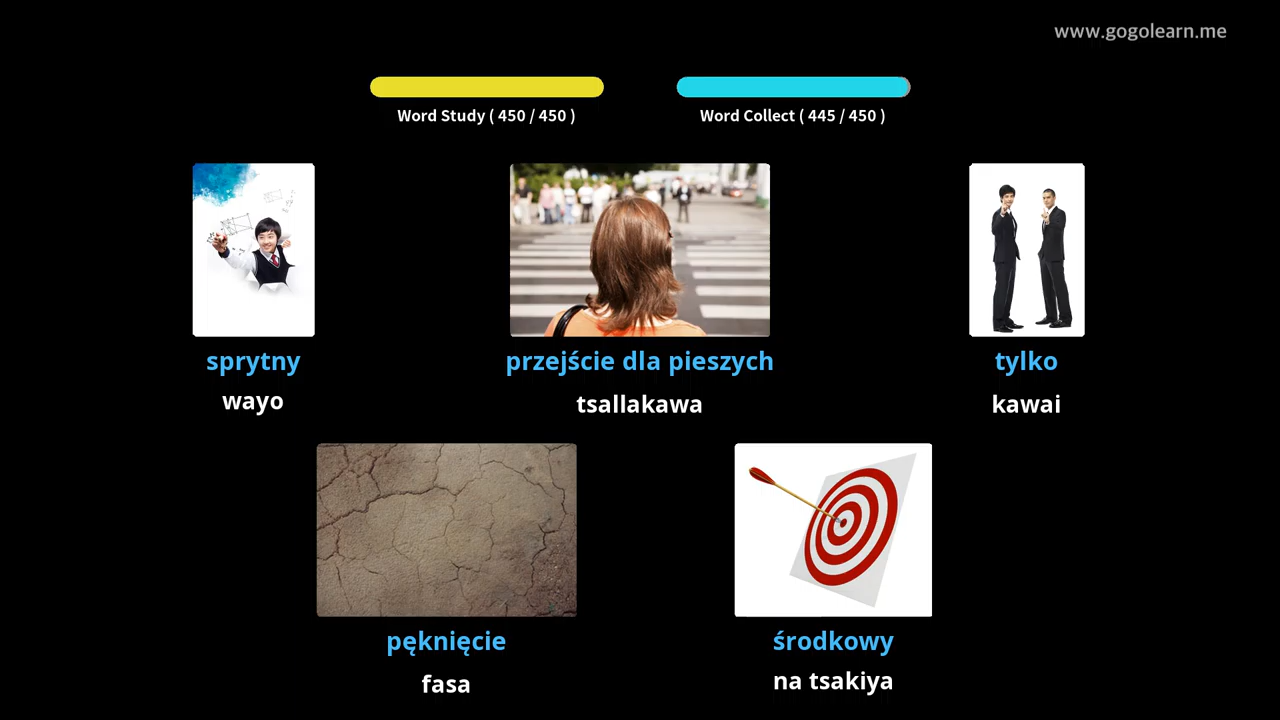 www.gogolearn.me
Word Study ( 450 / 450 )
Word Collect ( 445 / 450 )
sprytny
przejście dla pieszych
tylko
wayo
tsallakawa
kawai
pęknięcie
środkowy
fasa
na tsakiya